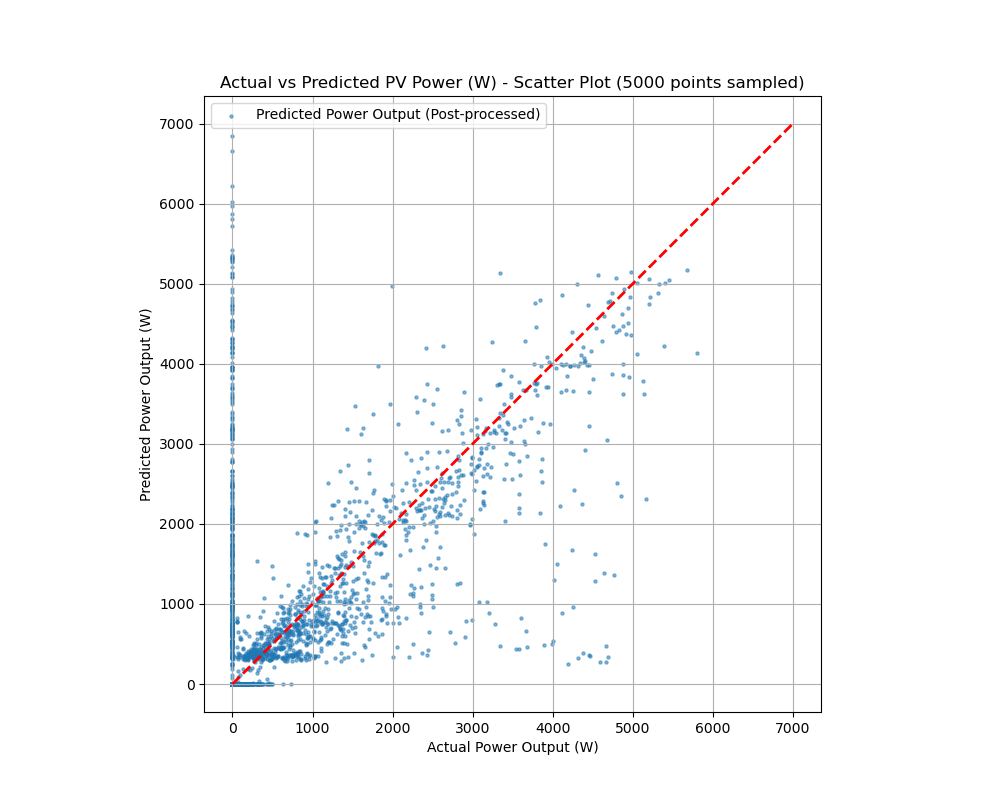 Actual vs Predicted PV Power (W) - Scatter Plot (5000 points sampled)
Predicted Power Output (Post-processed)
7000
6000
5000
4000
3000
2000
1000
0
Predicted Power Output (W)
0 1000 2000 3000 4000 5000 6000 7000
Actual Power Output (W)